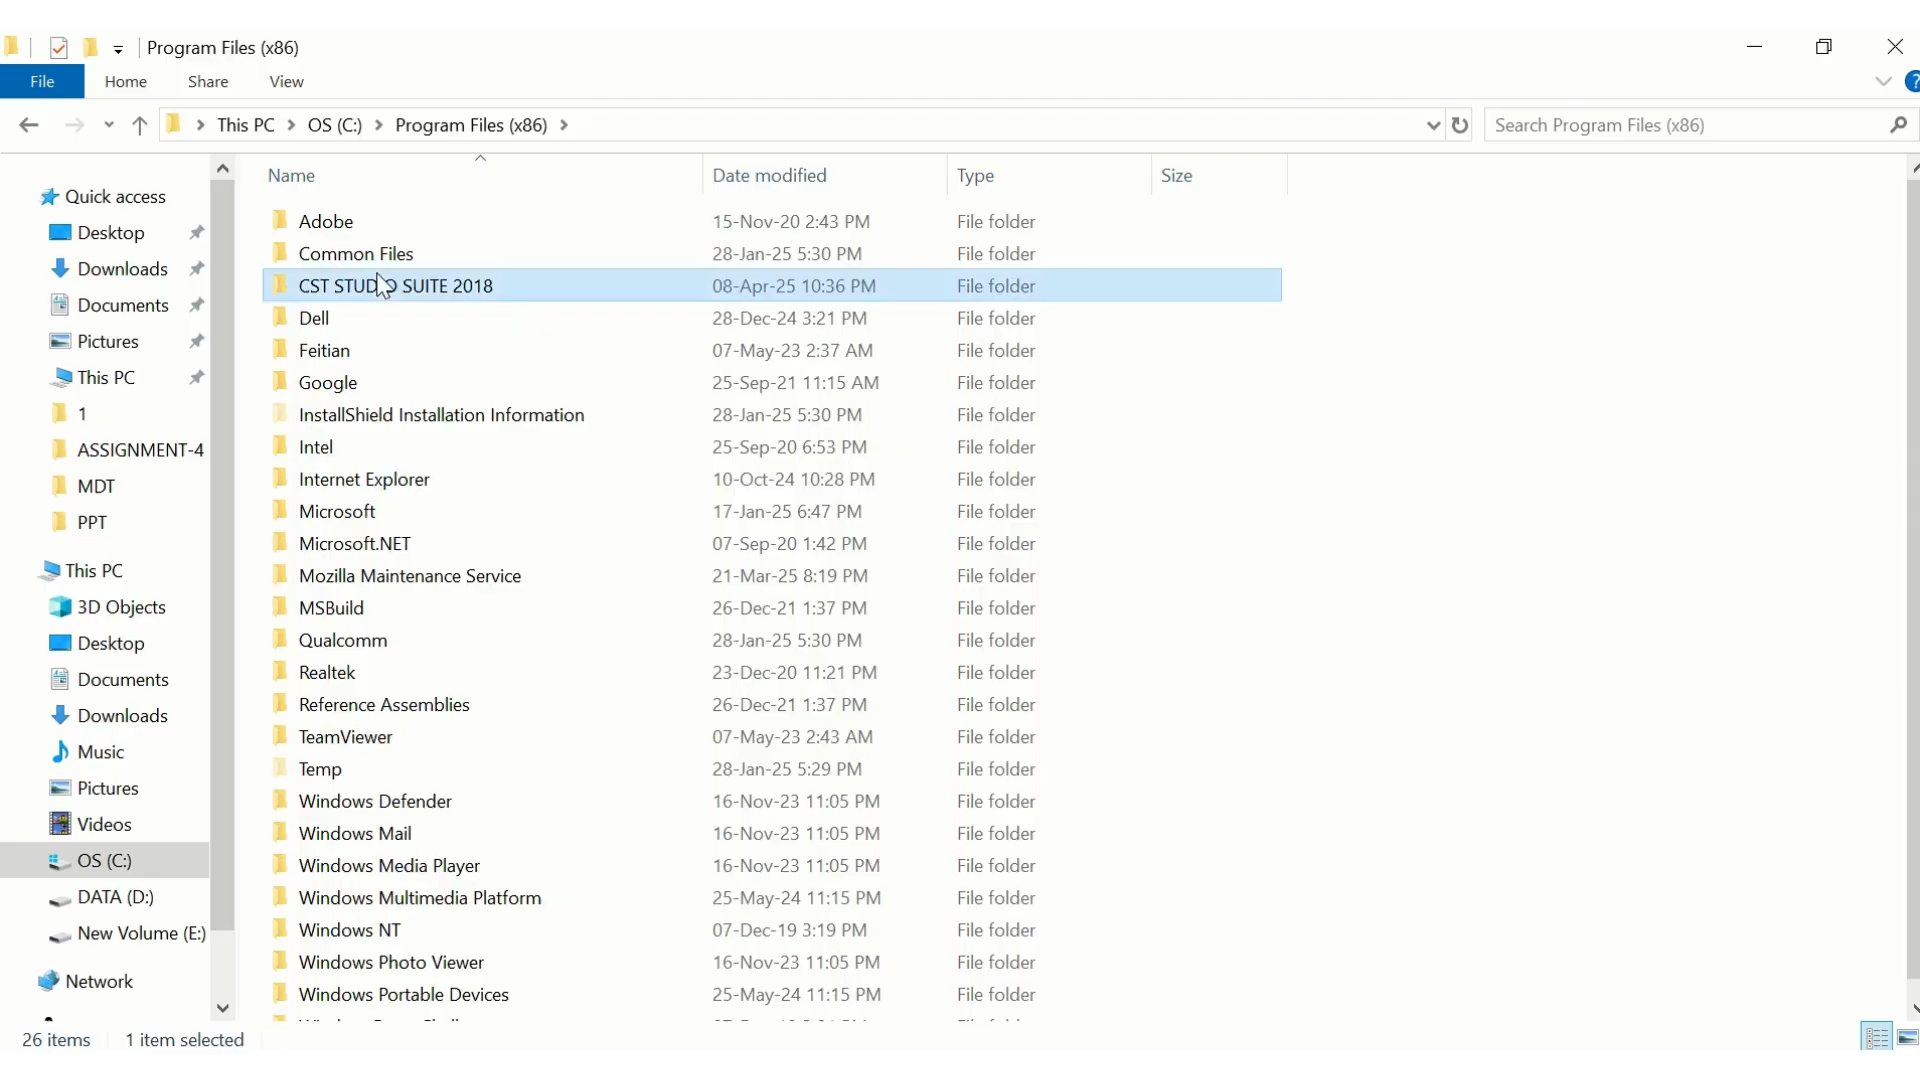 Program Files (x86)
File Home Share View
This PC OS (C:) Program Files (x86)
Search Program Files (x86)
Name Date modified Type Size
Quick access
Desktop
Downloads
Documents
Pictures
This PC
1
ASSIGNMENT-4
MDT
PPT
This PC
3D Objects
Desktop
Documents
Downloads
Music
Pictures
Videos
OS (C:)
DATA (D:)
New Volume (E:)
Network
Adobe 15-Nov-20 2:43 PM File folder
Common Files 28-Jan-25 5:30 PM File folder
CST STUDIO SUITE 2018 08-Apr-25 10:36 PM File folder
Dell 28-Dec-24 3:21 PM File folder
Feitian 07-May-23 2:37 AM File folder
Google 25-Sep-21 11:15 AM File folder
InstallShield Installation Information 28-Jan-25 5:30 PM File folder
Intel 25-Sep-20 6:53 PM File folder
Internet Explorer 10-Oct-24 10:28 PM File folder
Microsoft 17-Jan-25 6:47 PM File folder
Microsoft.NET 07-Sep-20 1:42 PM File folder
Mozilla Maintenance Service 21-Mar-25 8:19 PM File folder
MSBuild 26-Dec-21 1:37 PM File folder
Qualcomm 28-Jan-25 5:30 PM File folder
Realtek 23-Dec-20 11:21 PM File folder
Reference Assemblies 26-Dec-21 1:37 PM File folder
TeamViewer 07-May-23 2:43 AM File folder
Temp 28-Jan-25 5:29 PM File folder
Windows Defender 16-Nov-23 11:05 PM File folder
Windows Mail 16-Nov-23 11:05 PM File folder
Windows Media Player 16-Nov-23 11:05 PM File folder
Windows Multimedia Platform 25-May-24 11:15 PM File folder
Windows NT 07-Dec-19 3:19 PM File folder
Windows Photo Viewer 16-Nov-23 11:05 PM File folder
Windows Portable Devices 25-May-24 11:15 PM File folder
26 items 1 item selected